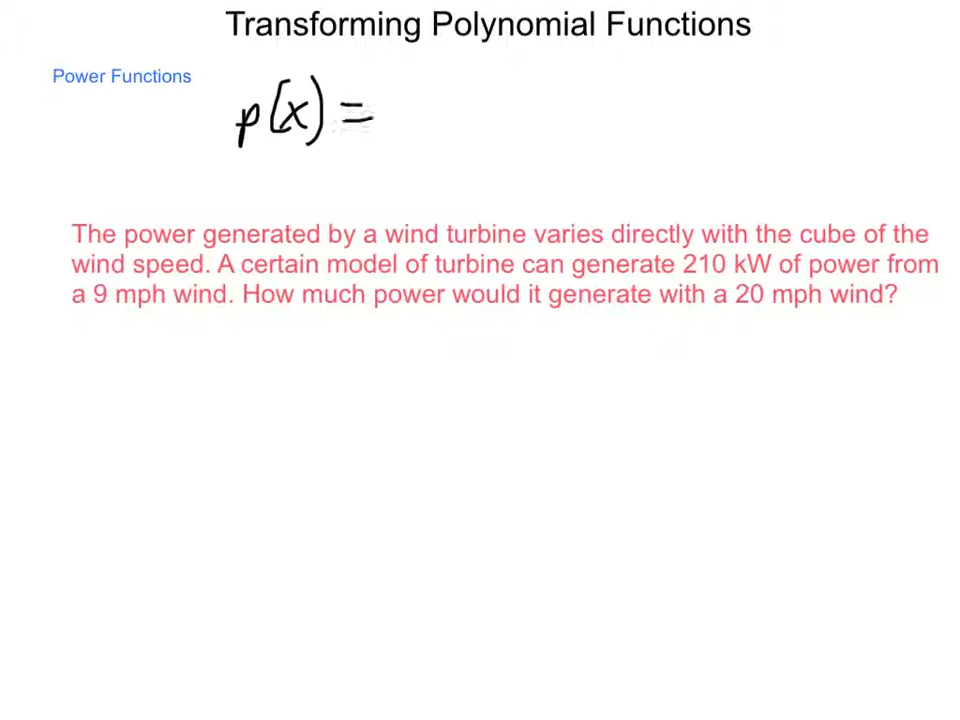 Transforming Polynomial Functions
Power Functions
p(x) =
The power generated by a wind turbine varies directly with the cube of the
wind speed. A certain model of turbine can generate 210 kW of power from
a 9 mph wind. How much power would it generate with a 20 mph wind?